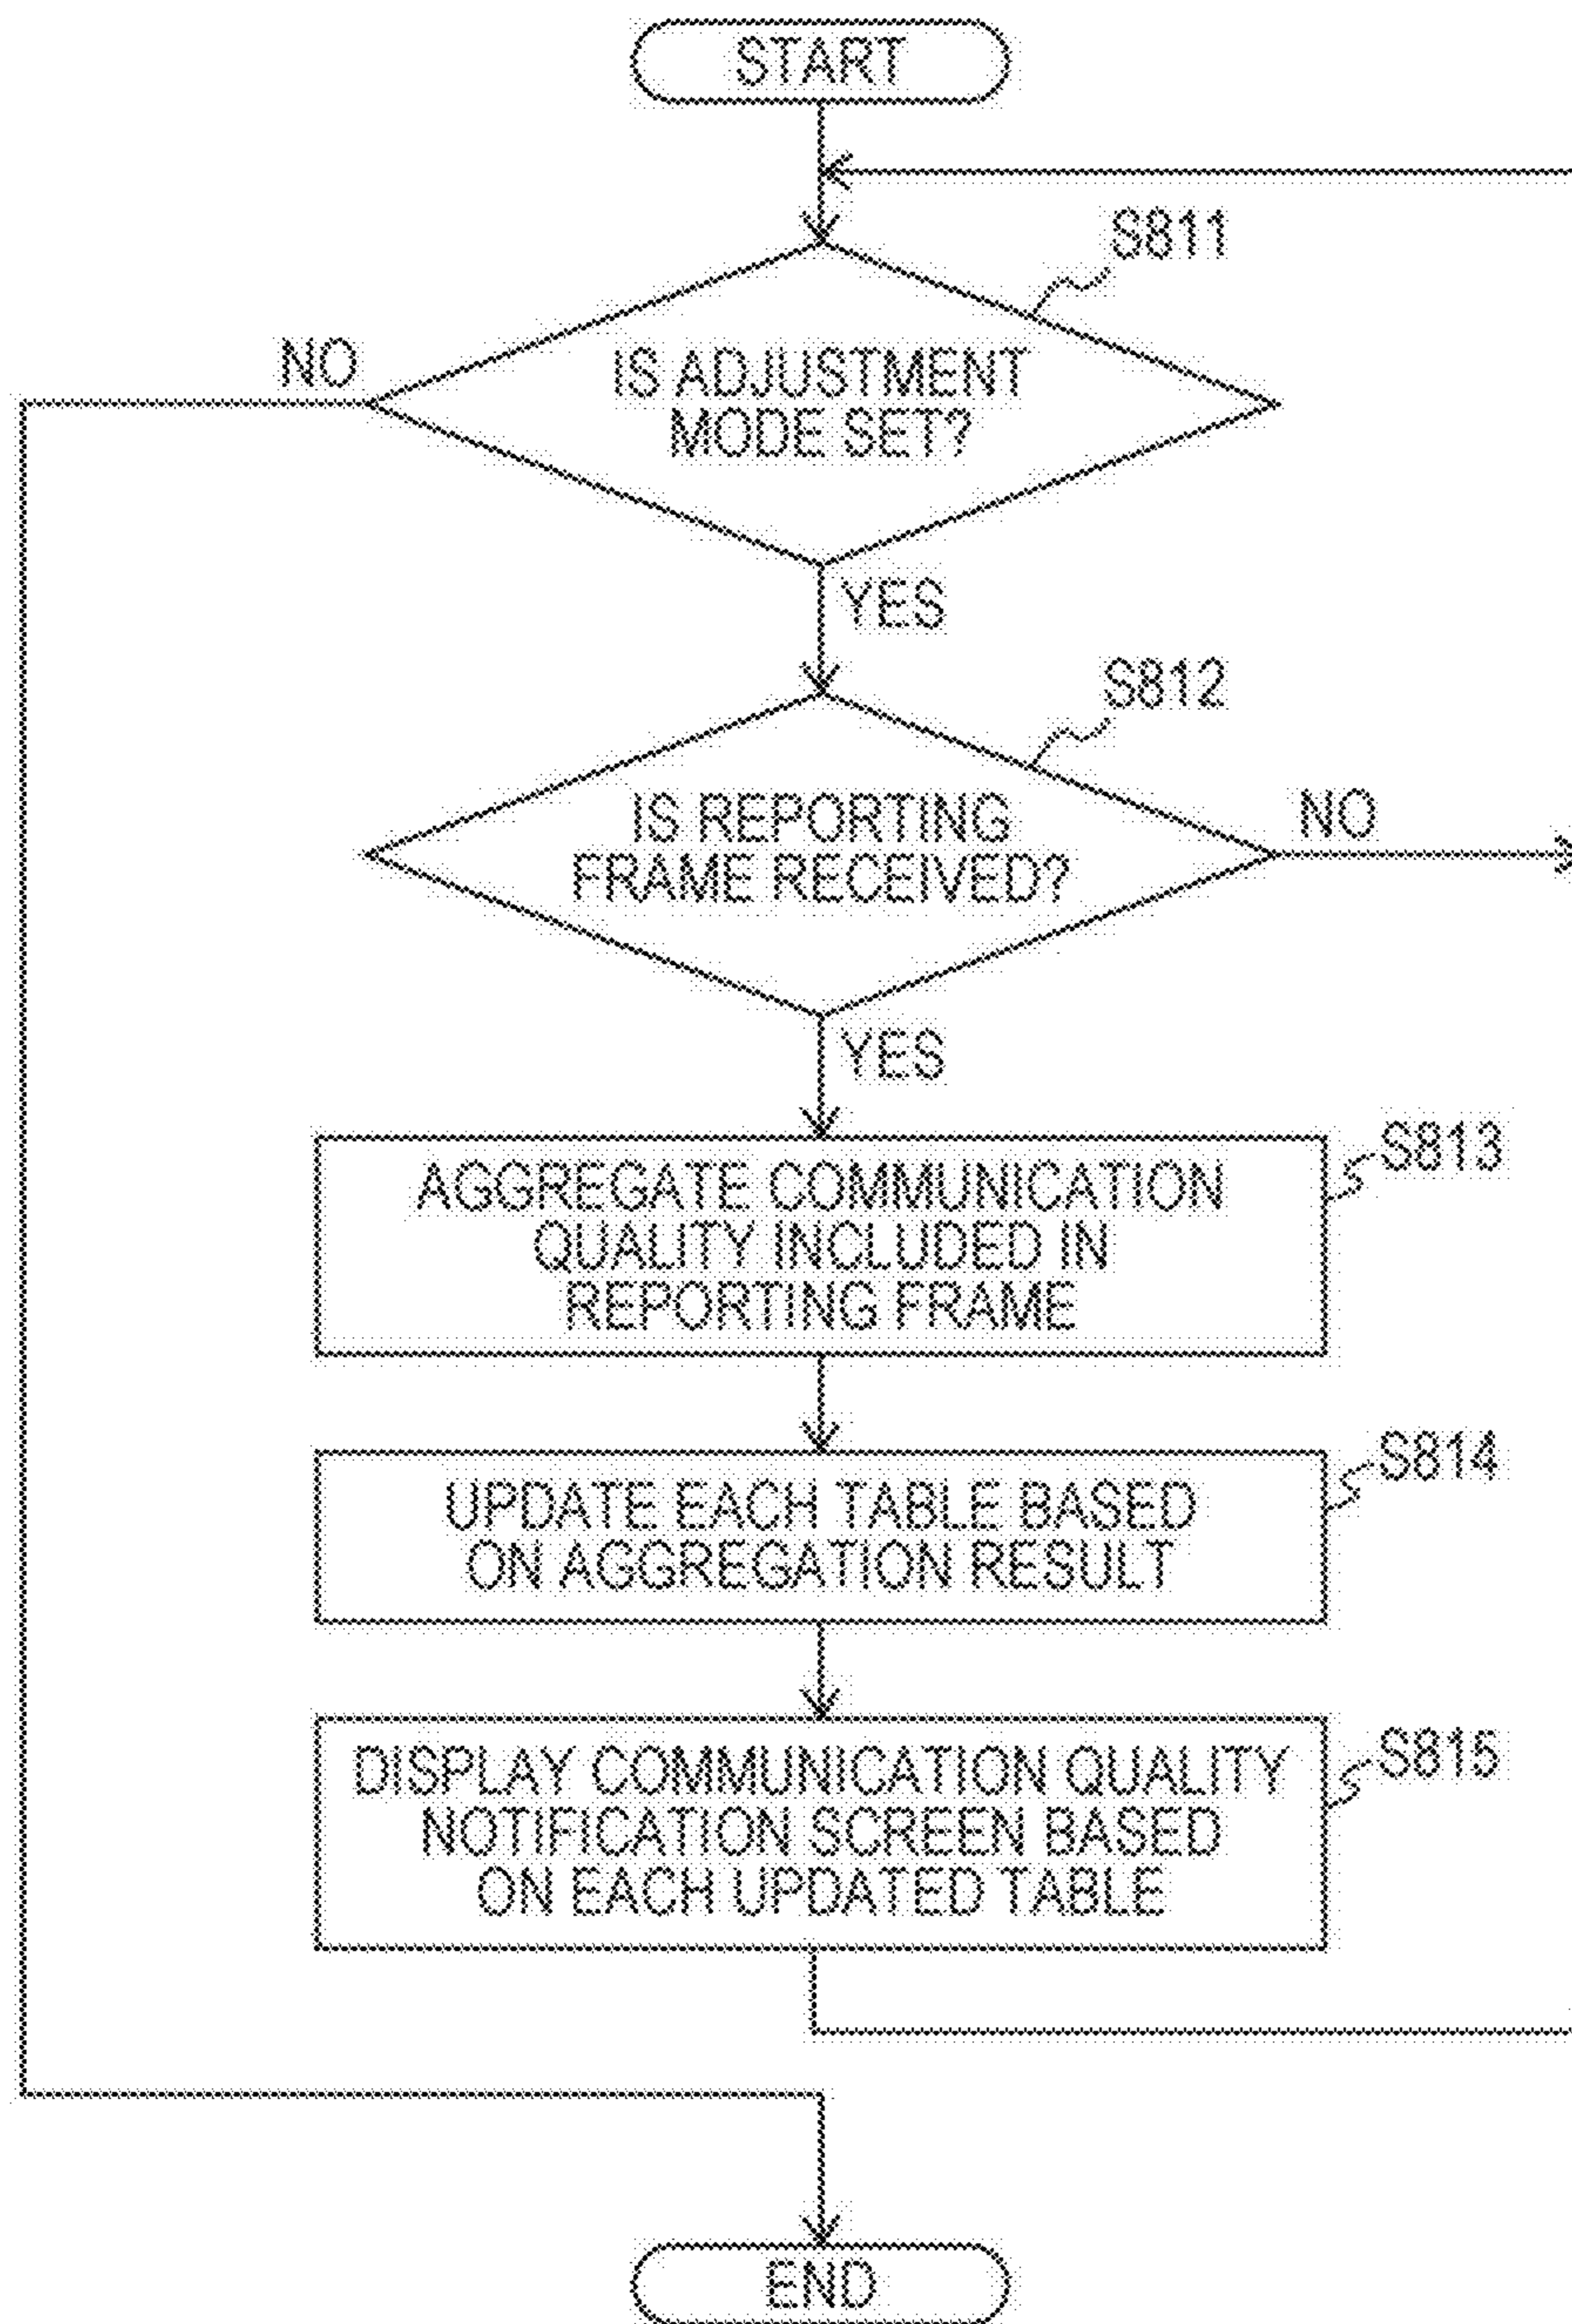 START
S811
NO
IS ADJUSTMENT
MODE SET?
YES
S812
IS REPORTING
FRAME RECEIVED?
NO
YES
S813
AGGREGATE COMMUNICATION
QUALITY INCLUDED IN
REPORTING FRAME
S814
UPDATE EACH TABLE BASED
ON AGGREGATION RESULT
S815
DISPLAY COMMUNICATION QUALITY
NOTIFICATION SCREEN BASED
ON EACH UPDATED TABLE
END